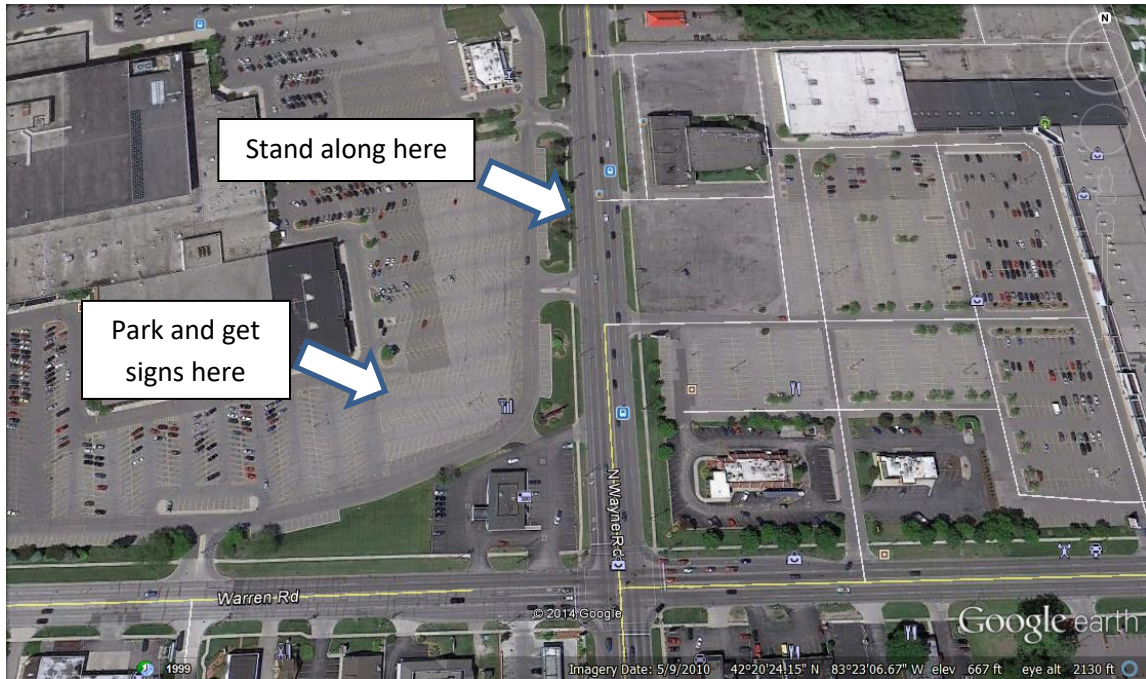 N
Stand along here
Park and get
signs here
N Wayne Rd
Warren Rd
© 2014 Google
Google earth
1999
Imagery Date: 5/9/2010 42°20'24.15" N 83°23'06.67" W elev 667 ft eye alt 2130 ft